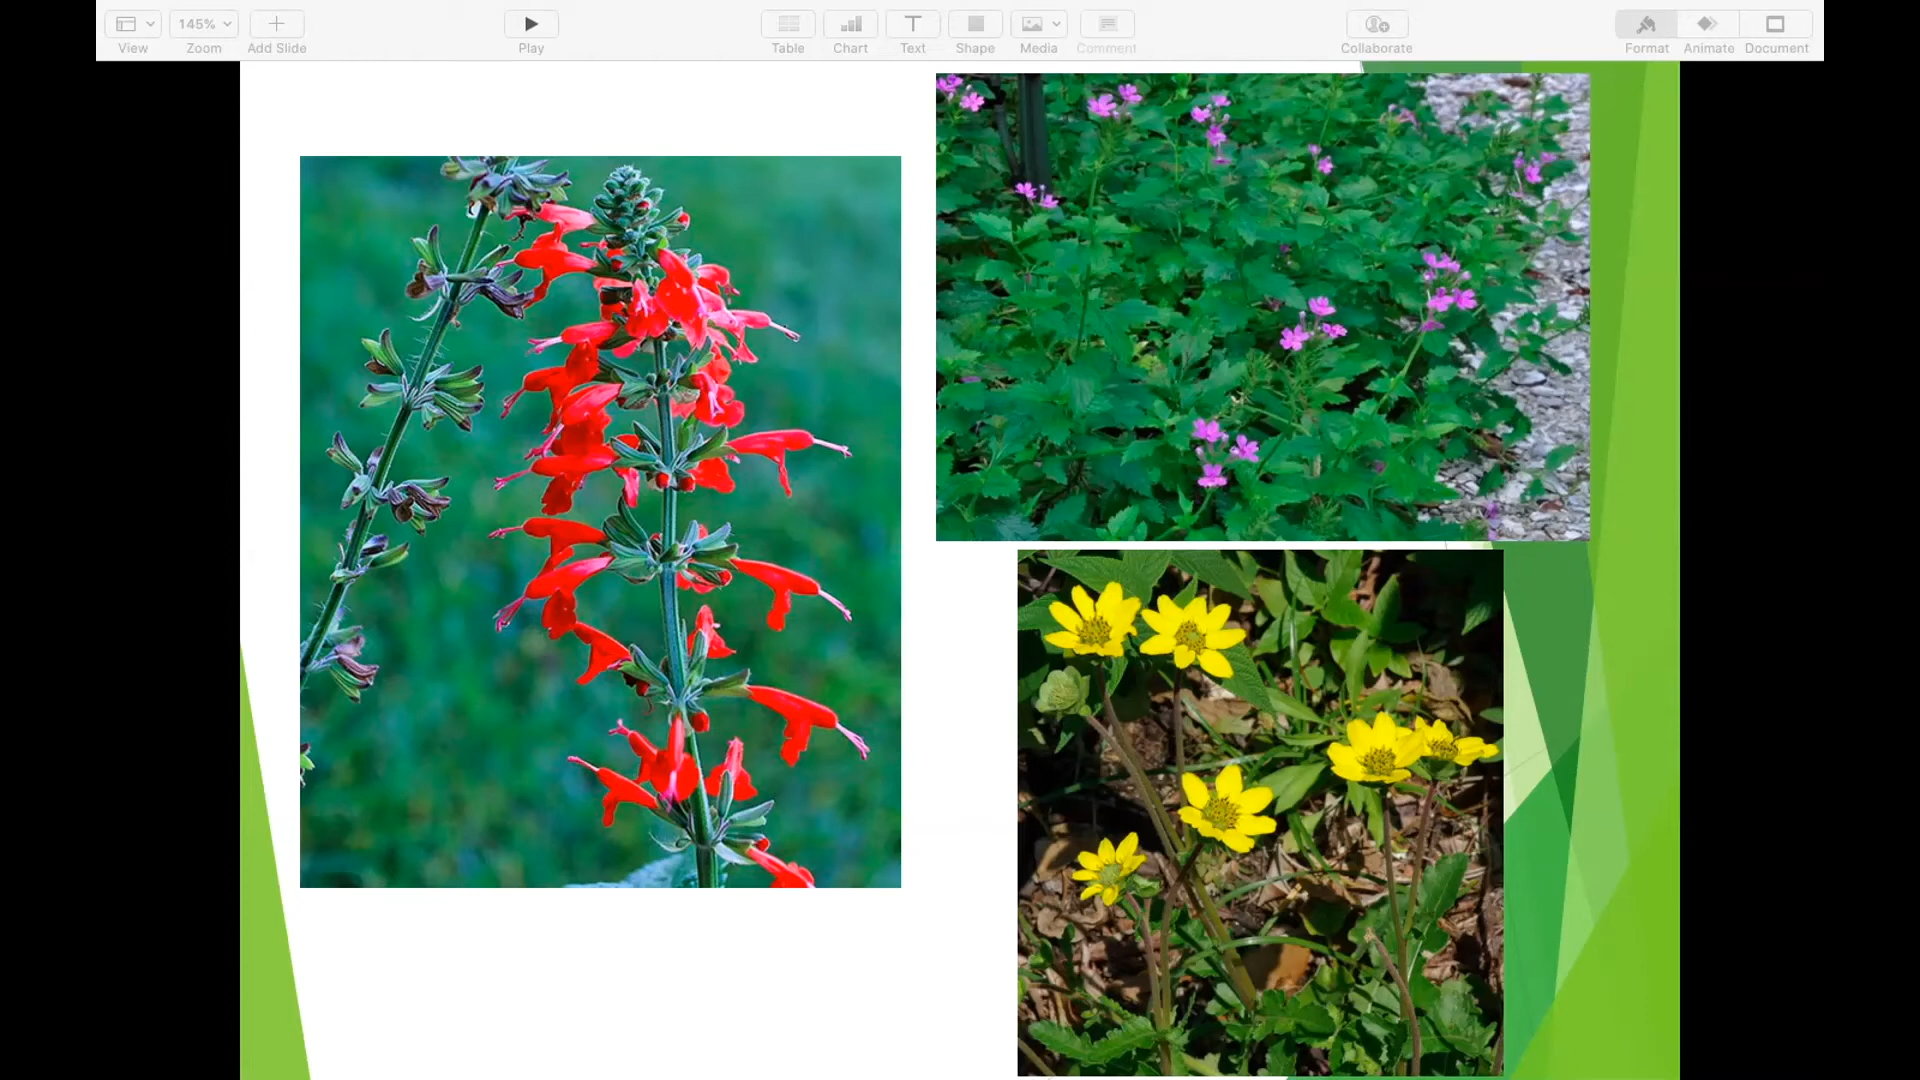 145%
View
Zoom
Add Slide
Play
Table
Chart
Text
Shape
Media
Comment
Collaborate
Format
Animate
Document